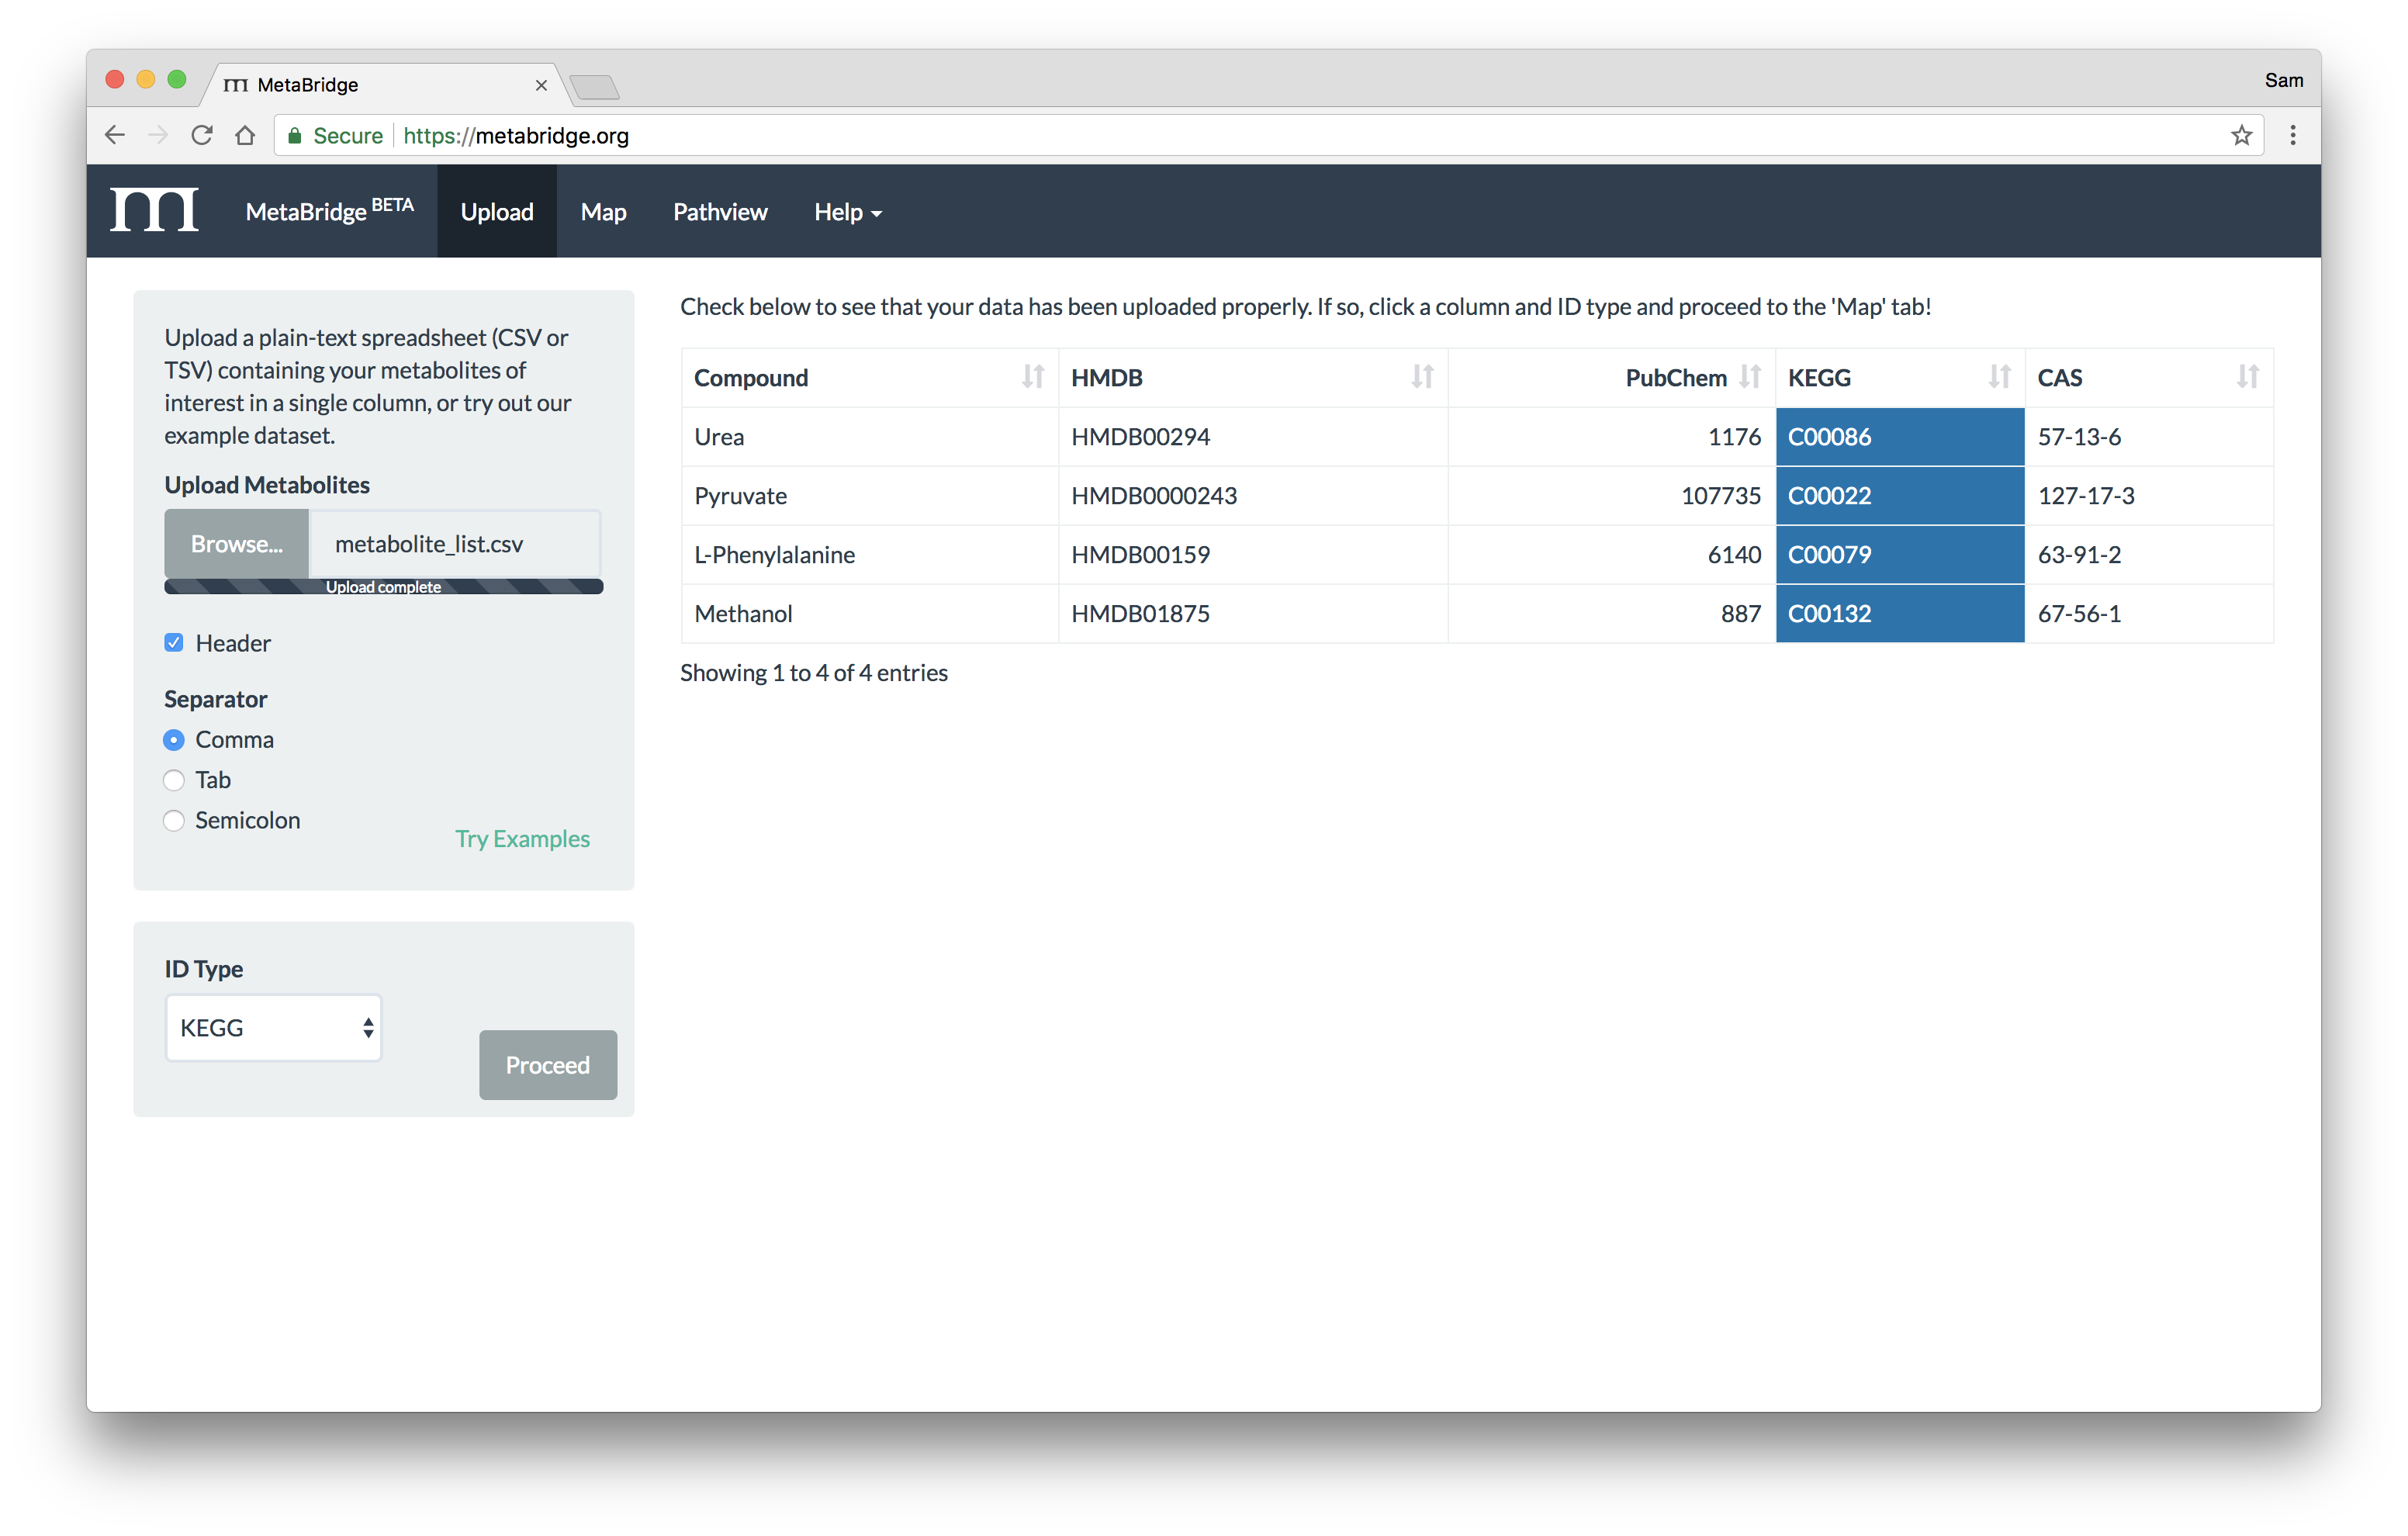 MetaBridge
Sam
Secure https://metabridge.org
m MetaBridge BETA Upload Map Pathview Help
Upload a plain-text spreadsheet (CSV or
TSV) containing your metabolites of
interest in a single column, or try out our
example dataset.
Upload Metabolites
Browse... metabolite_list.csv
Upload complete
Header
Separator
Comma
Tab
Semicolon
Try Examples
ID Type
KEGG
Proceed
Check below to see that your data has been uploaded properly. If so, click a column and ID type and proceed to the 'Map' tab!
Compound HMDB PubChem KEGG CAS
Urea HMDB00294 1176 C00086 57-13-6
Pyruvate HMDB0000243 107735 C00022 127-17-3
L-Phenylalanine HMDB00159 6140 C00079 63-91-2
Methanol HMDB01875 887 C00132 67-56-1
Showing 1 to 4 of 4 entries